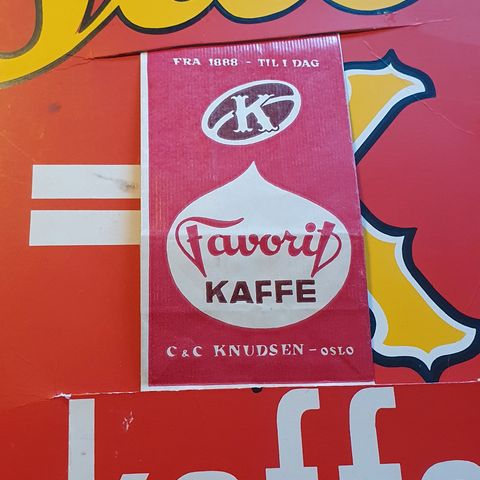 FRA 1888 - TIL I DAG
K
Favorit
KAFFE
C & C KNUDSEN - OSLO
kaffe